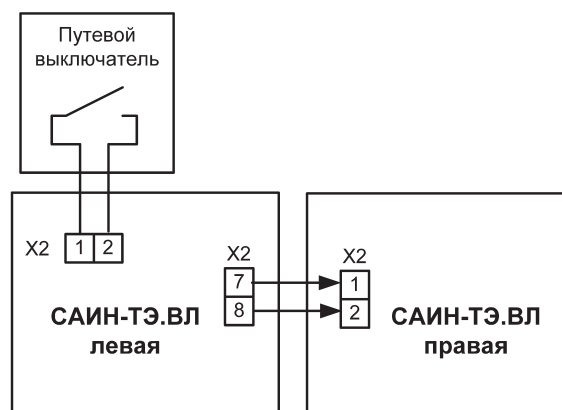 Путевой
выключатель
X2 1 2
X2
7
8
X2
1
2
САИН-ТЭ.ВЛ
левая
САИН-ТЭ.ВЛ
правая